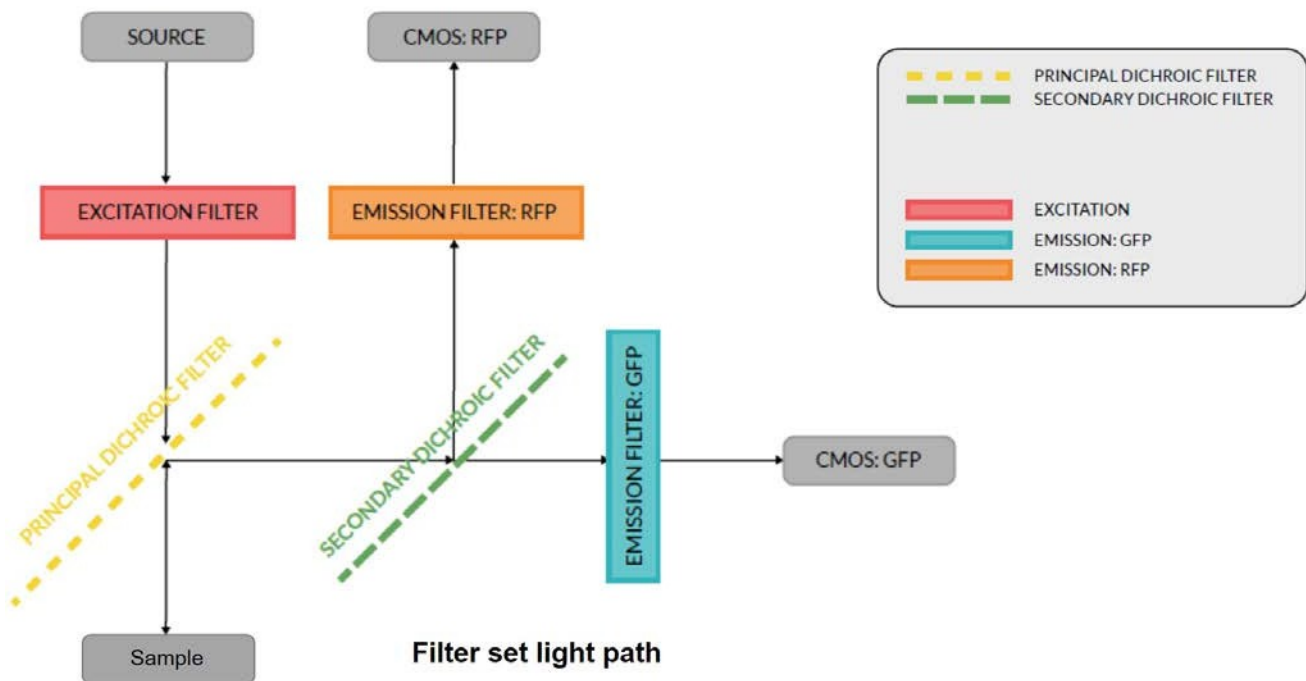 SOURCE
CMOS: RFP
PRINCIPAL DICHROIC FILTER
SECONDARY DICHROIC FILTER
EXCITATION FILTER
EMISSION FILTER: RFP
EXCITATION
EMISSION: GFP
EMISSION: RFP
PRINCIPAL DICHROIC FILTER
SECONDARY DICHROIC FILTER
EMISSION FILTER: GFP
CMOS: GFP
Sample
Filter set light path